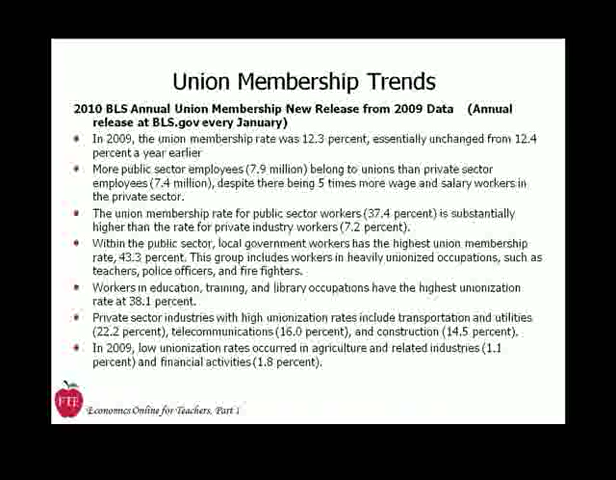 Union Membership Trends
2010 BLS Annual Union Membership New Release from 2009 Data (Annual
release at BLS.gov every January)
In 2009, the union membership rate was 12.3 percent, essentially unchanged from 12.4
percent a year earlier
More public sector employees (7.9 million) belong to unions than private sector
employees (7.4 million), despite there being 5 times more wage and salary workers in
the private sector.
The union membership rate for public sector workers (37.4 percent) is substantially
higher than the rate for private industry workers (7.2 percent).
Within the public sector, local government workers has the highest union membership
rate, 43.3 percent. This group includes workers in heavily unionized occupations, such as
teachers, police officers, and fire fighters.
Workers in education, training, and library occupations have the highest unionization
rate at 38.1 percent.
Private sector industries with high unionization rates include transportation and utilities
(22.2 percent), telecommunications (16.0 percent), and construction (14.5 percent).
In 2009, low unionization rates occurred in agriculture and related industries (1.1
percent) and financial activities (1.8 percent).
FTE
Economics Online for Teachers, Part 1